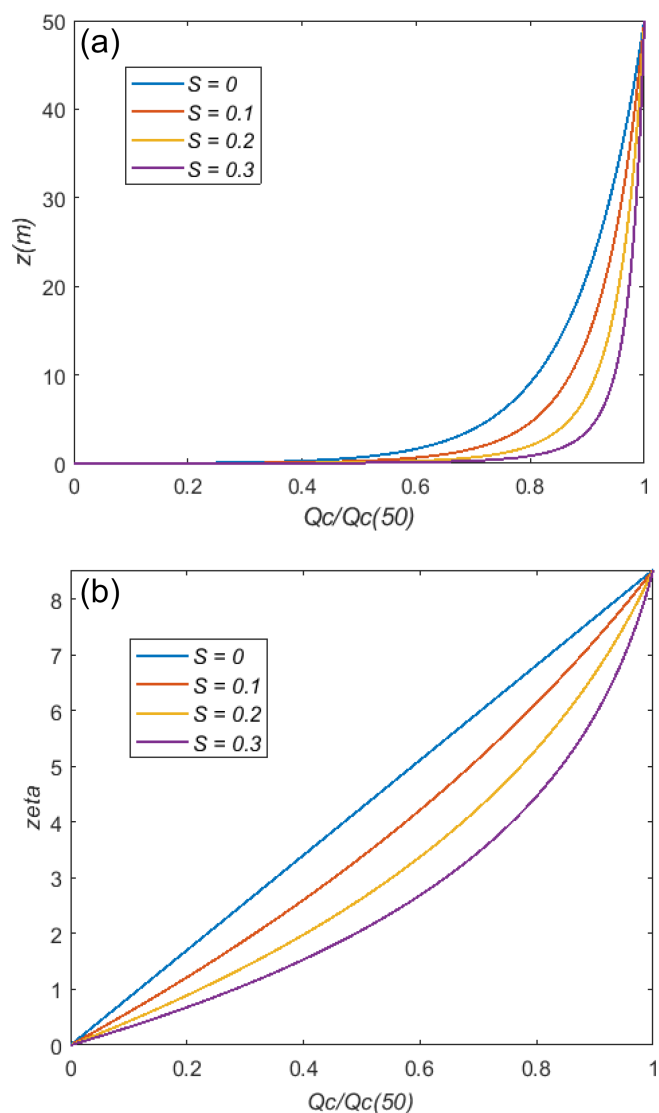 (a)
50
40
30
20
10
0
z(m)
S = 0
S = 0.1
S = 0.2
S = 0.3
0 0.2 0.4 0.6 0.8 1
Qc/Qc(50)
(b)
8
7
6
5
4
3
2
1
0
zeta
S = 0
S = 0.1
S = 0.2
S = 0.3
0 0.2 0.4 0.6 0.8 1
Qc/Qc(50)